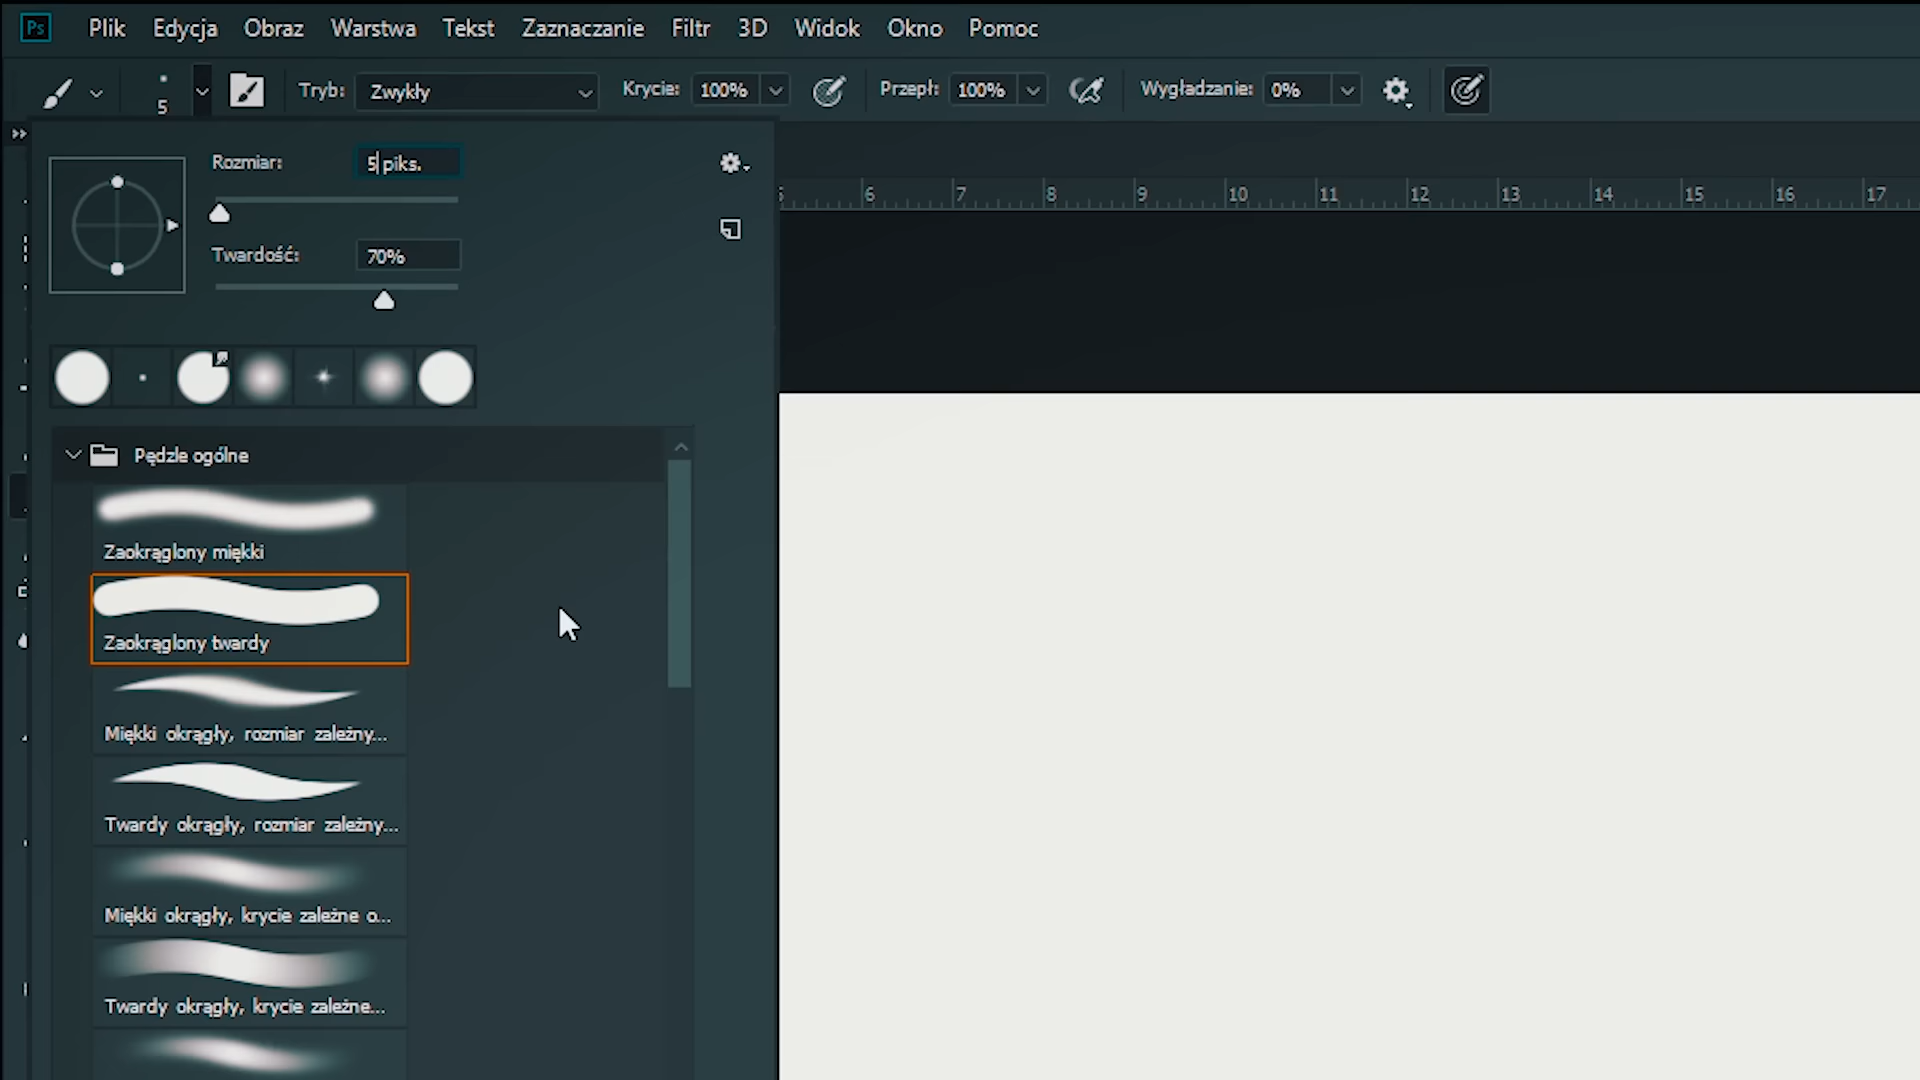 Ps Plik Edycja Obraz Warstwa Tekst Zaznaczanie Filtr 3D Widok Okno Pomoc
5 Tryb: Zwykły Krycie: 100% Przepł: 100% Wygładzanie: 0%
Rozmiar: 5 piks.
5 6 7 8 9 10 11 12 13 14 15 16 17
Twardość: 70%
Pędzle ogólne
Zaokrąglony miękki
Zaokrąglony twardy
Miękki okrągły, rozmiar zależny...
Twardy okrągły, rozmiar zależny...
Miękki okrągły, krycie zależne o...
Twardy okrągły, krycie zależne...